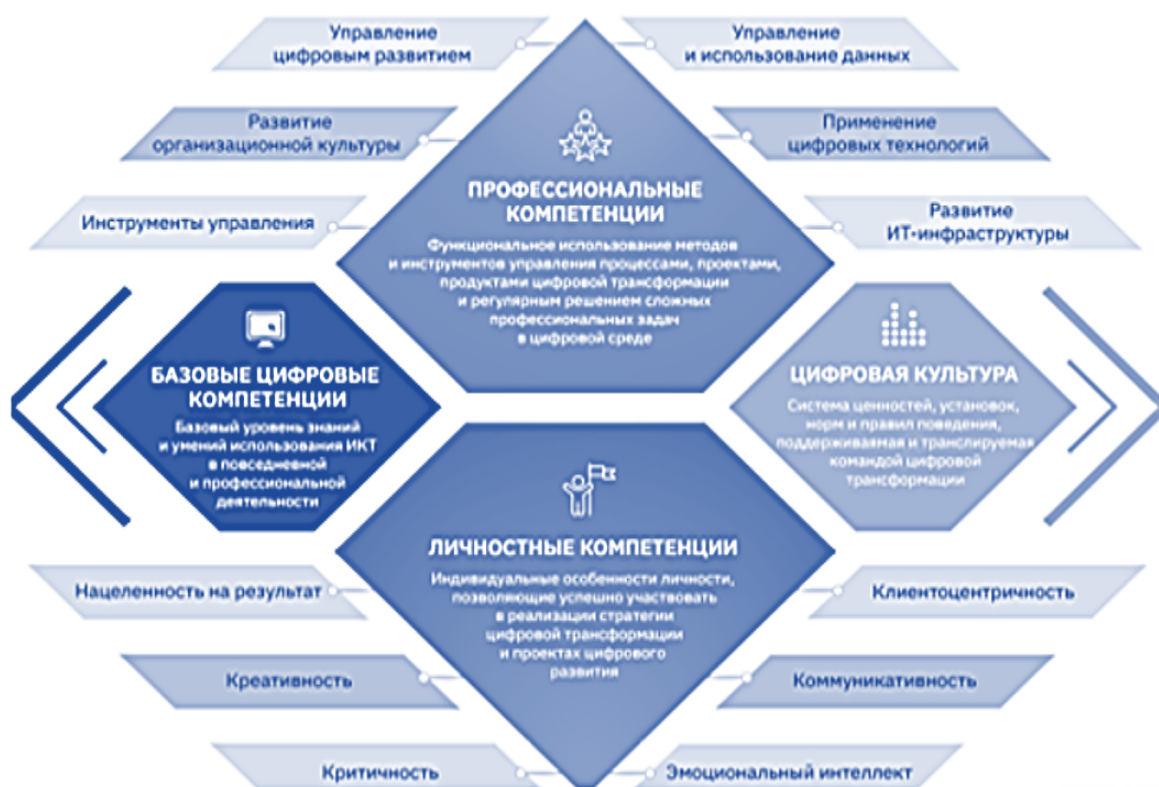 Управление
цифровым развитием
Управление
и использование данных
Развитие
организационной культуры
Применение
цифровых технологий
Инструменты управления
Развитие
ИТ-инфраструктуры
ПРОФЕССИОНАЛЬНЫЕ
КОМПЕТЕНЦИИ
Функциональное использование методов
и инструментов управления процессами, проектами,
продуктами цифровой трансформации
и регулярным решением сложных
профессиональных задач
в цифровой среде
БАЗОВЫЕ ЦИФРОВЫЕ
КОМПЕТЕНЦИИ
Базовый уровень знаний
и умений использования ИКТ
в повседневной
и профессиональной
деятельности
ЦИФРОВАЯ КУЛЬТУРА
Система ценностей, установок,
норм и правил поведения,
поддерживаемая и транслируемая
командой цифровой
трансформации
ЛИЧНОСТНЫЕ КОМПЕТЕНЦИИ
Индивидуальные особенности личности,
позволяющие успешно участвовать
в реализации стратегии
цифровой трансформации
и проектах цифрового
развития
Нацеленность на результат
Клиентоцентричность
Креативность
Коммуникативность
Критичность
Эмоциональный интеллект